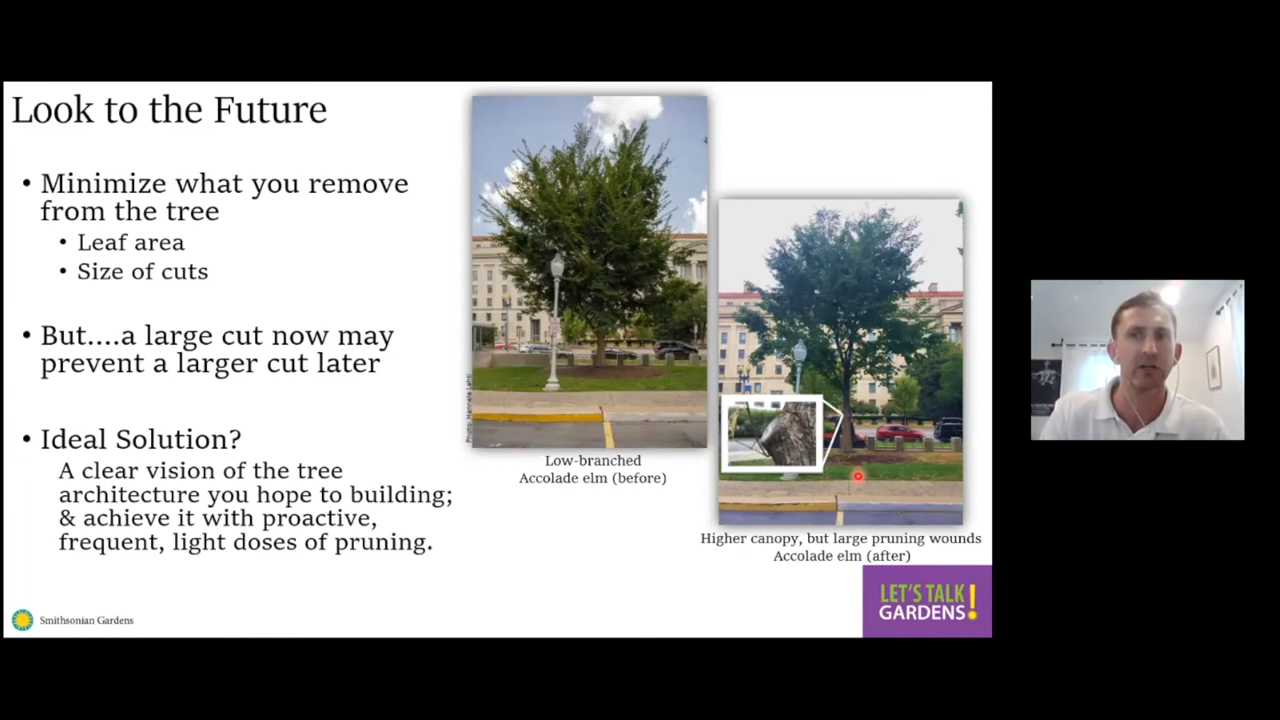 Look to the Future
• Minimize what you remove
from the tree
• Leaf area
• Size of cuts
• But....a large cut now may
prevent a larger cut later
• Ideal Solution?
A clear vision of the tree
architecture you hope to building;
& achieve it with proactive,
frequent, light doses of pruning.
Low-branched
Accolade elm (before)
Higher canopy, but large pruning wounds
Accolade elm (after)
Smithsonian Gardens
LET'S TALK
GARDENS!